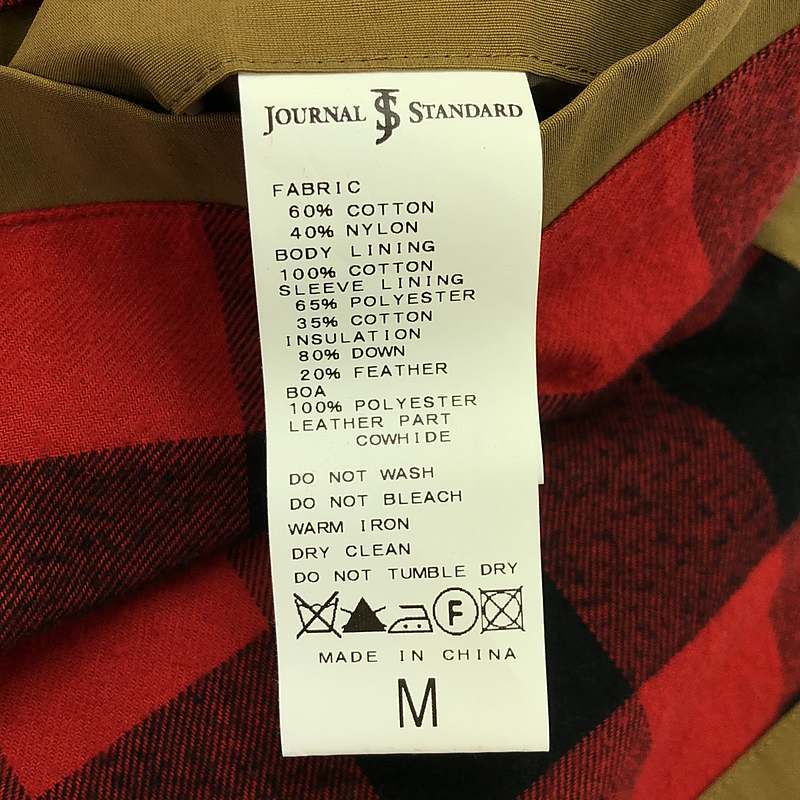 JOURNAL JS STANDARD
FABRIC
60% COTTON
40% NYLON
BODY LINING
100% COTTON
SLEEVE LINING
65% POLYESTER
35% COTTON
INSULATION
80% DOWN
20% FEATHER
BOA
100% POLYESTER
LEATHER PART
COWHIDE
DO NOT WASH
DO NOT BLEACH
WARM IRON
DRY CLEAN
DO NOT TUMBLE DRY
F
MADE IN CHINA
M